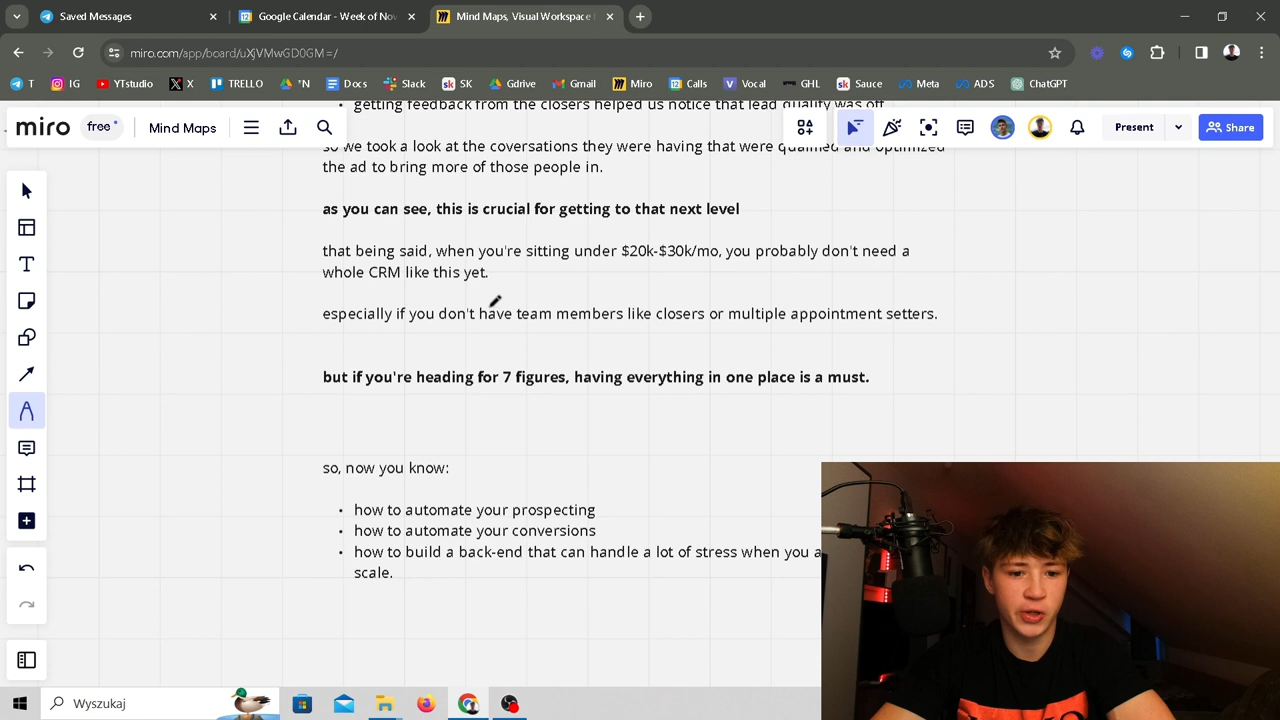 Saved Messages
Google Calendar - Week of Nov
Mind Maps, Visual Workspace
miro.com/app/board/uXjVMwGD0GM=/
T IG YTstudio X TRELLO *N Docs Slack SK Gdrive Gmail Miro Calls Vocal GHL Sauce Meta ADS ChatGPT
getting feedback from the closers helped us notice that lead quality was off
miro free Mind Maps Present Share
so we took a look at the coversations they were having that were qualified and optimized
the ad to bring more of those people in.
as you can see, this is crucial for getting to that next level
that being said, when you're sitting under $20k-$30k/mo, you probably don't need a
whole CRM like this yet.
especially if you don't have team members like closers or multiple appointment setters.
but if you're heading for 7 figures, having everything in one place is a must.
so, now you know:
• how to automate your prospecting
• how to automate your conversions
• how to build a back-end that can handle a lot of stress when you
scale.
Wyszukaj